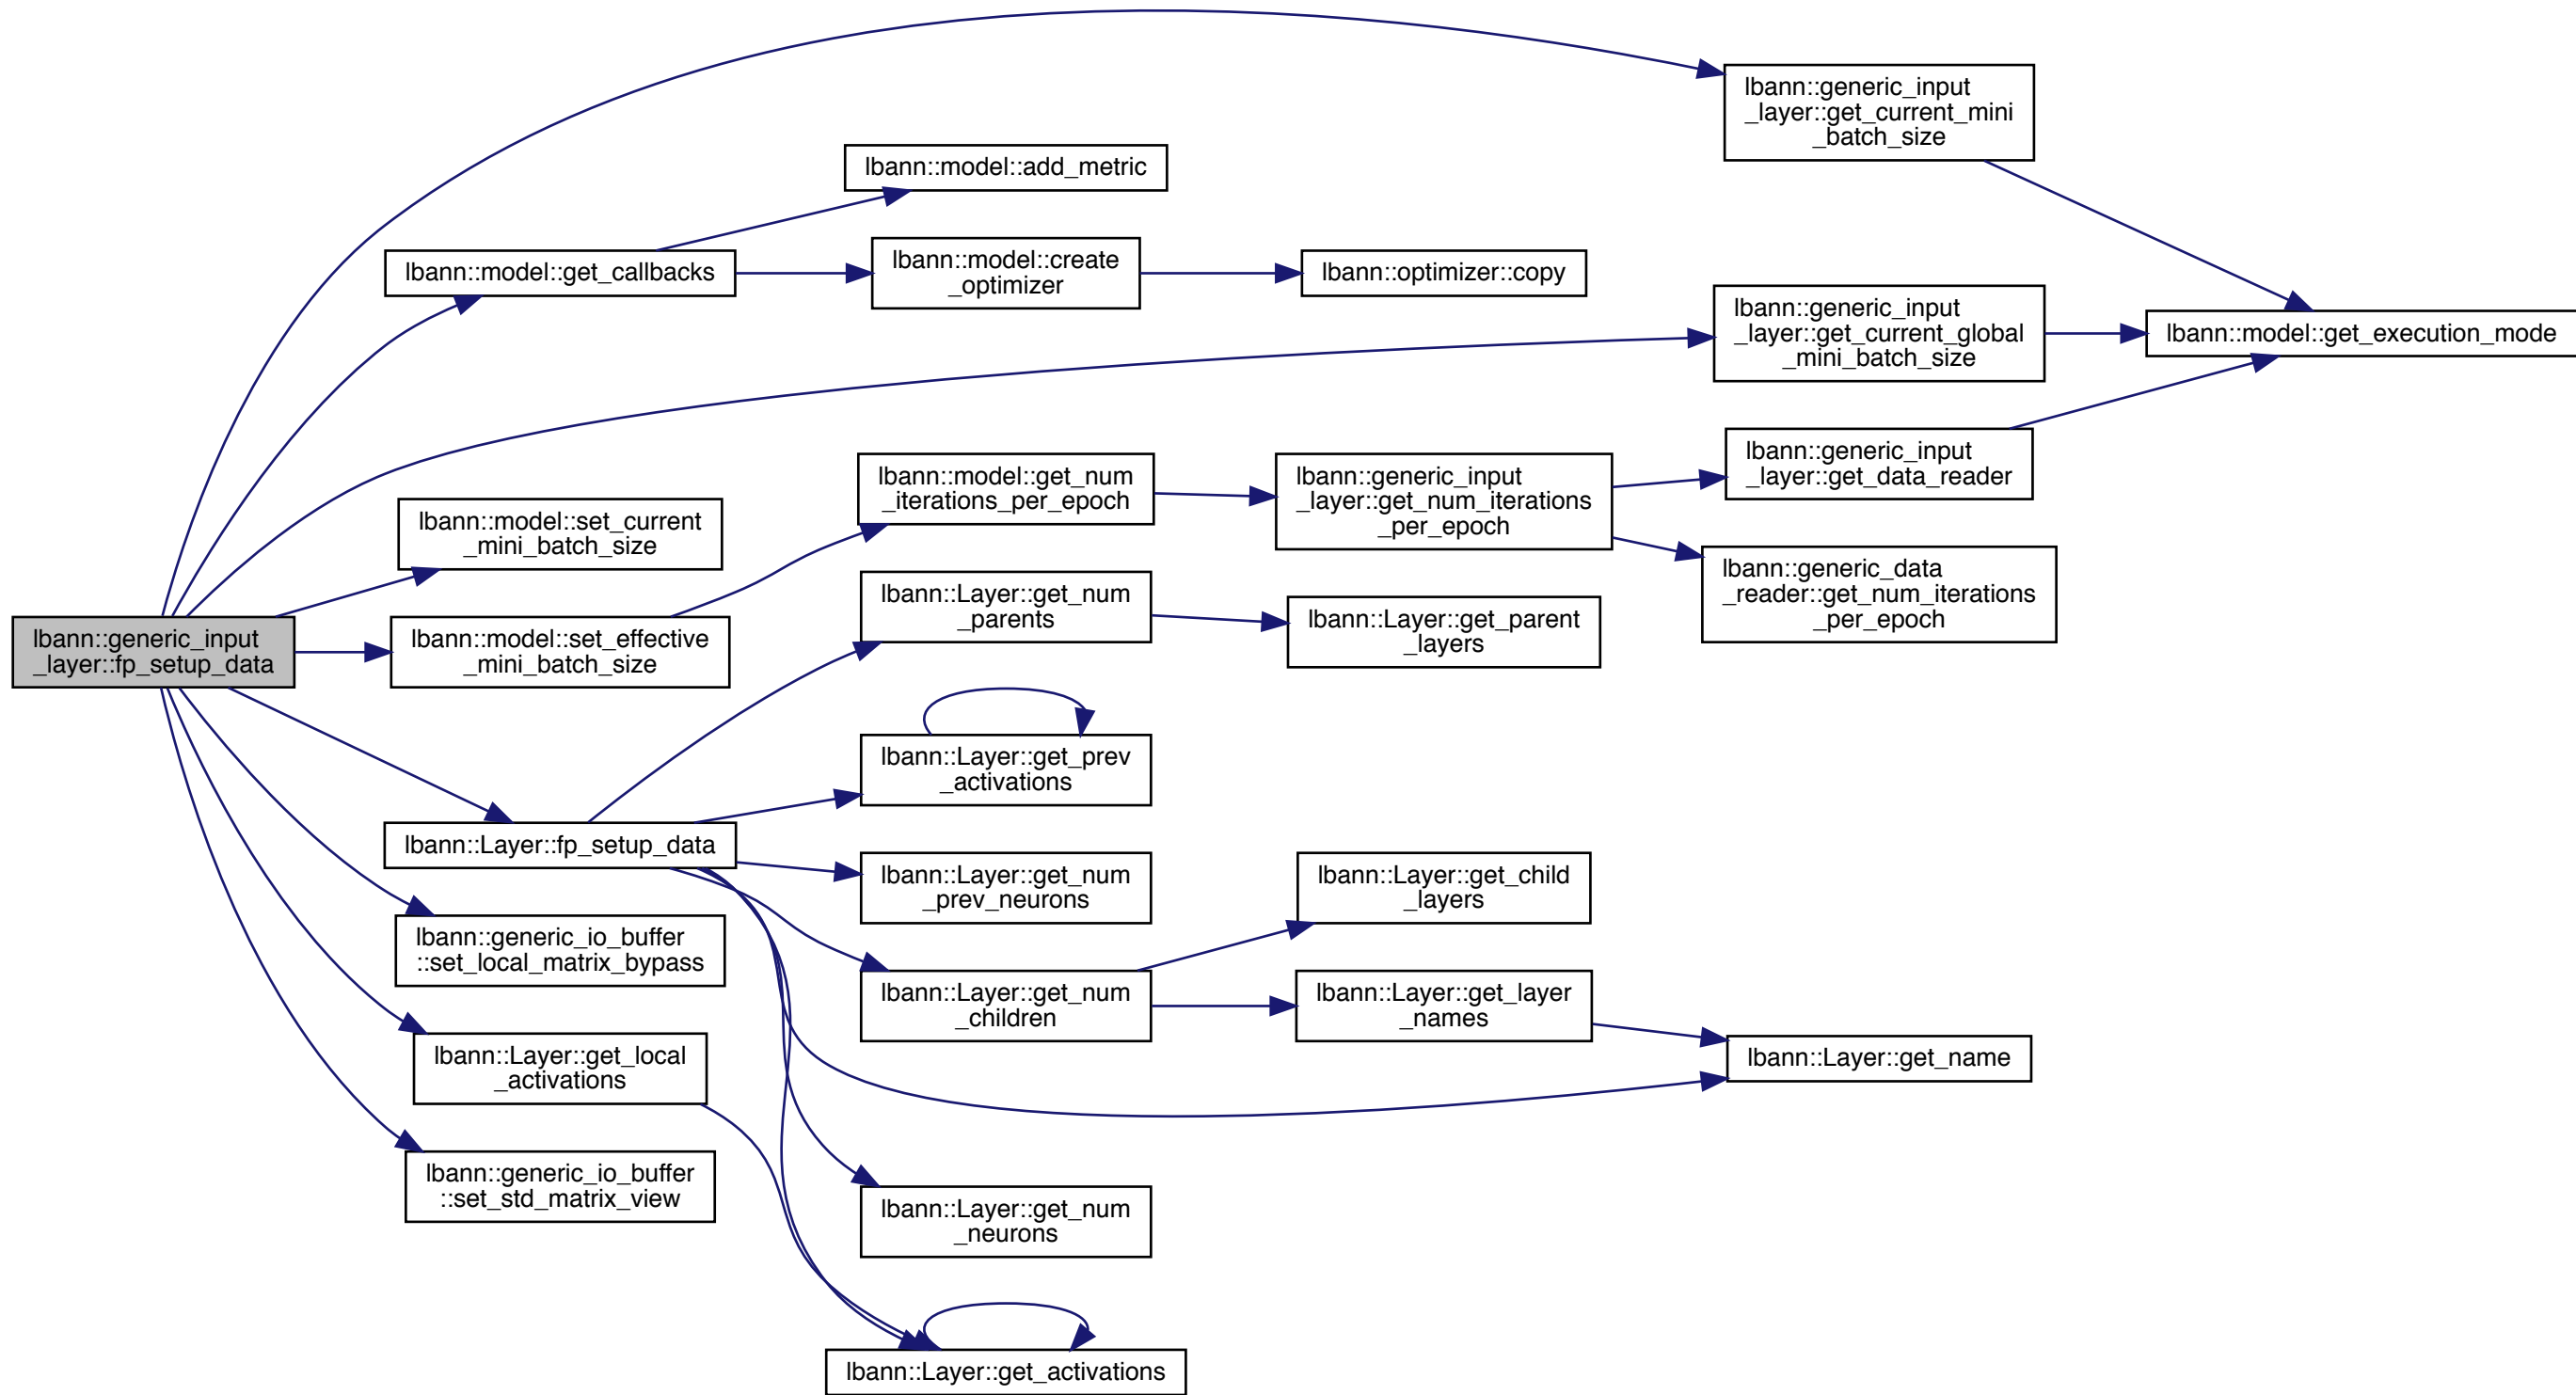 lbann::generic_input
_layer::fp_setup_data
lbann::model::get_callbacks
lbann::model::set_current
_mini_batch_size
lbann::model::set_effective
_mini_batch_size
lbann::Layer::fp_setup_data
lbann::generic_io_buffer
::set_local_matrix_bypass
lbann::Layer::get_local
_activations
lbann::generic_io_buffer
::set_std_matrix_view
lbann::model::add_metric
lbann::model::create
_optimizer
lbann::model::get_num
_iterations_per_epoch
lbann::Layer::get_num
_parents
lbann::Layer::get_prev
_activations
lbann::Layer::get_num
_prev_neurons
lbann::Layer::get_num
_children
lbann::Layer::get_num
_neurons
lbann::Layer::get_activations
lbann::optimizer::copy
lbann::generic_input
_layer::get_num_iterations
_per_epoch
lbann::Layer::get_parent
_layers
lbann::Layer::get_child
_layers
lbann::Layer::get_layer
_names
lbann::generic_input
_layer::get_current_mini
_batch_size
lbann::generic_input
_layer::get_current_global
_mini_batch_size
lbann::generic_input
_layer::get_data_reader
lbann::generic_data
_reader::get_num_iterations
_per_epoch
lbann::Layer::get_name
lbann::model::get_execution_mode